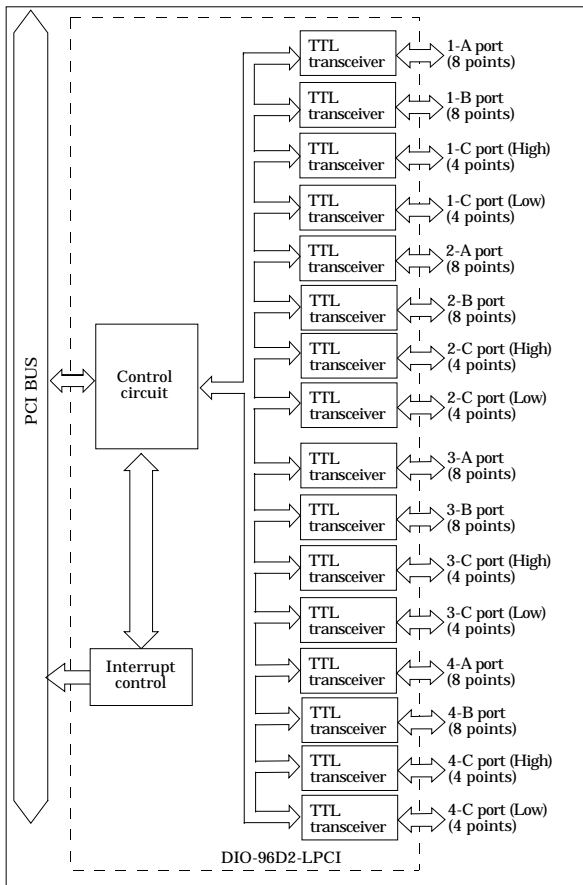 TTL
transceiver
1-A port
(8 points)
TTL
transceiver
1-B port
(8 points)
TTL
transceiver
1-C port (High)
(4 points)
TTL
transceiver
1-C port (Low)
(4 points)
TTL
transceiver
2-A port
(8 points)
TTL
transceiver
2-B port
(8 points)
TTL
transceiver
2-C port (High)
(4 points)
TTL
transceiver
2-C port (Low)
(4 points)
TTL
transceiver
3-A port
(8 points)
TTL
transceiver
3-B port
(8 points)
TTL
transceiver
3-C port (High)
(4 points)
TTL
transceiver
3-C port (Low)
(4 points)
TTL
transceiver
4-A port
(8 points)
TTL
transceiver
4-B port
(8 points)
TTL
transceiver
4-C port (High)
(4 points)
TTL
transceiver
4-C port (Low)
(4 points)
PCI BUS
Control
circuit
Interrupt
control
DIO-96D2-LPCI